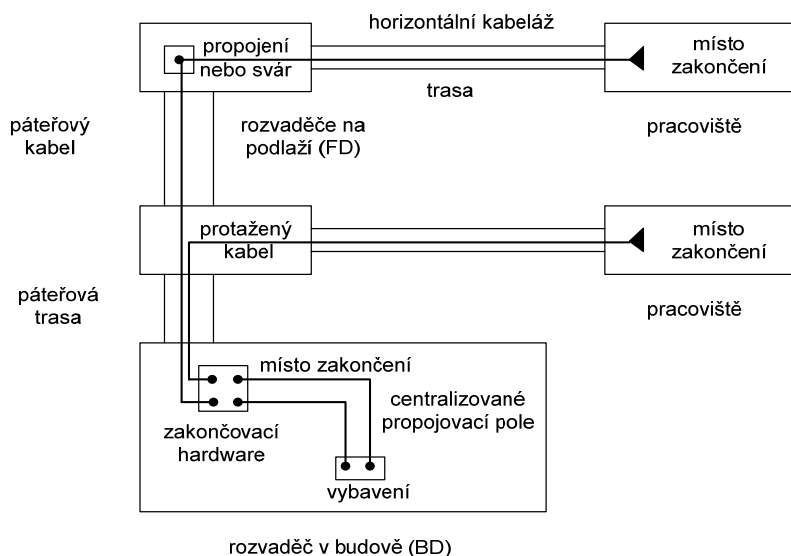 horizontální kabeláž
propojení
nebo svár
místo
zakončení
trasa
páteřový
kabel
rozvaděče na
podlaží (FD)
pracoviště
protažený
kabel
místo
zakončení
páteřová
trasa
pracoviště
místo zakončení
centralizované
propojovací pole
zakončovací
hardware
vybavení
rozvaděč v budově (BD)